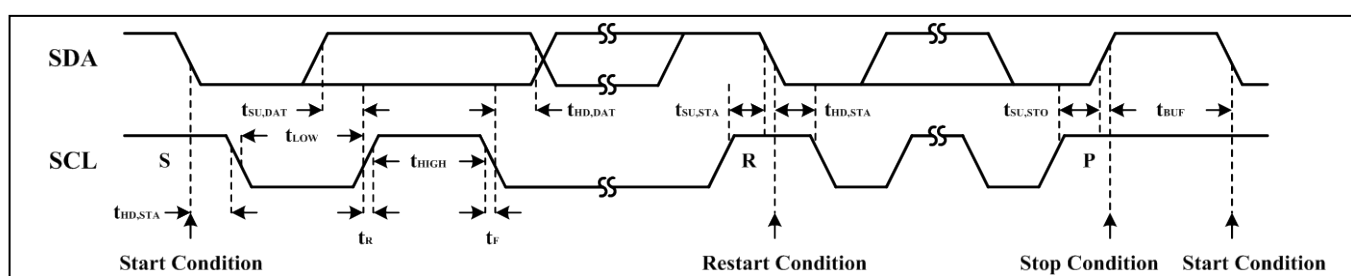 SDA
tSU,DAT
tHD,DAT
tSU,STA
tHD,STA
tSU,STO
tBUF
tLOW
SCL
S
tHIGH
R
P
tHD,STA
tR
tF
Start Condition
Restart Condition
Stop Condition
Start Condition